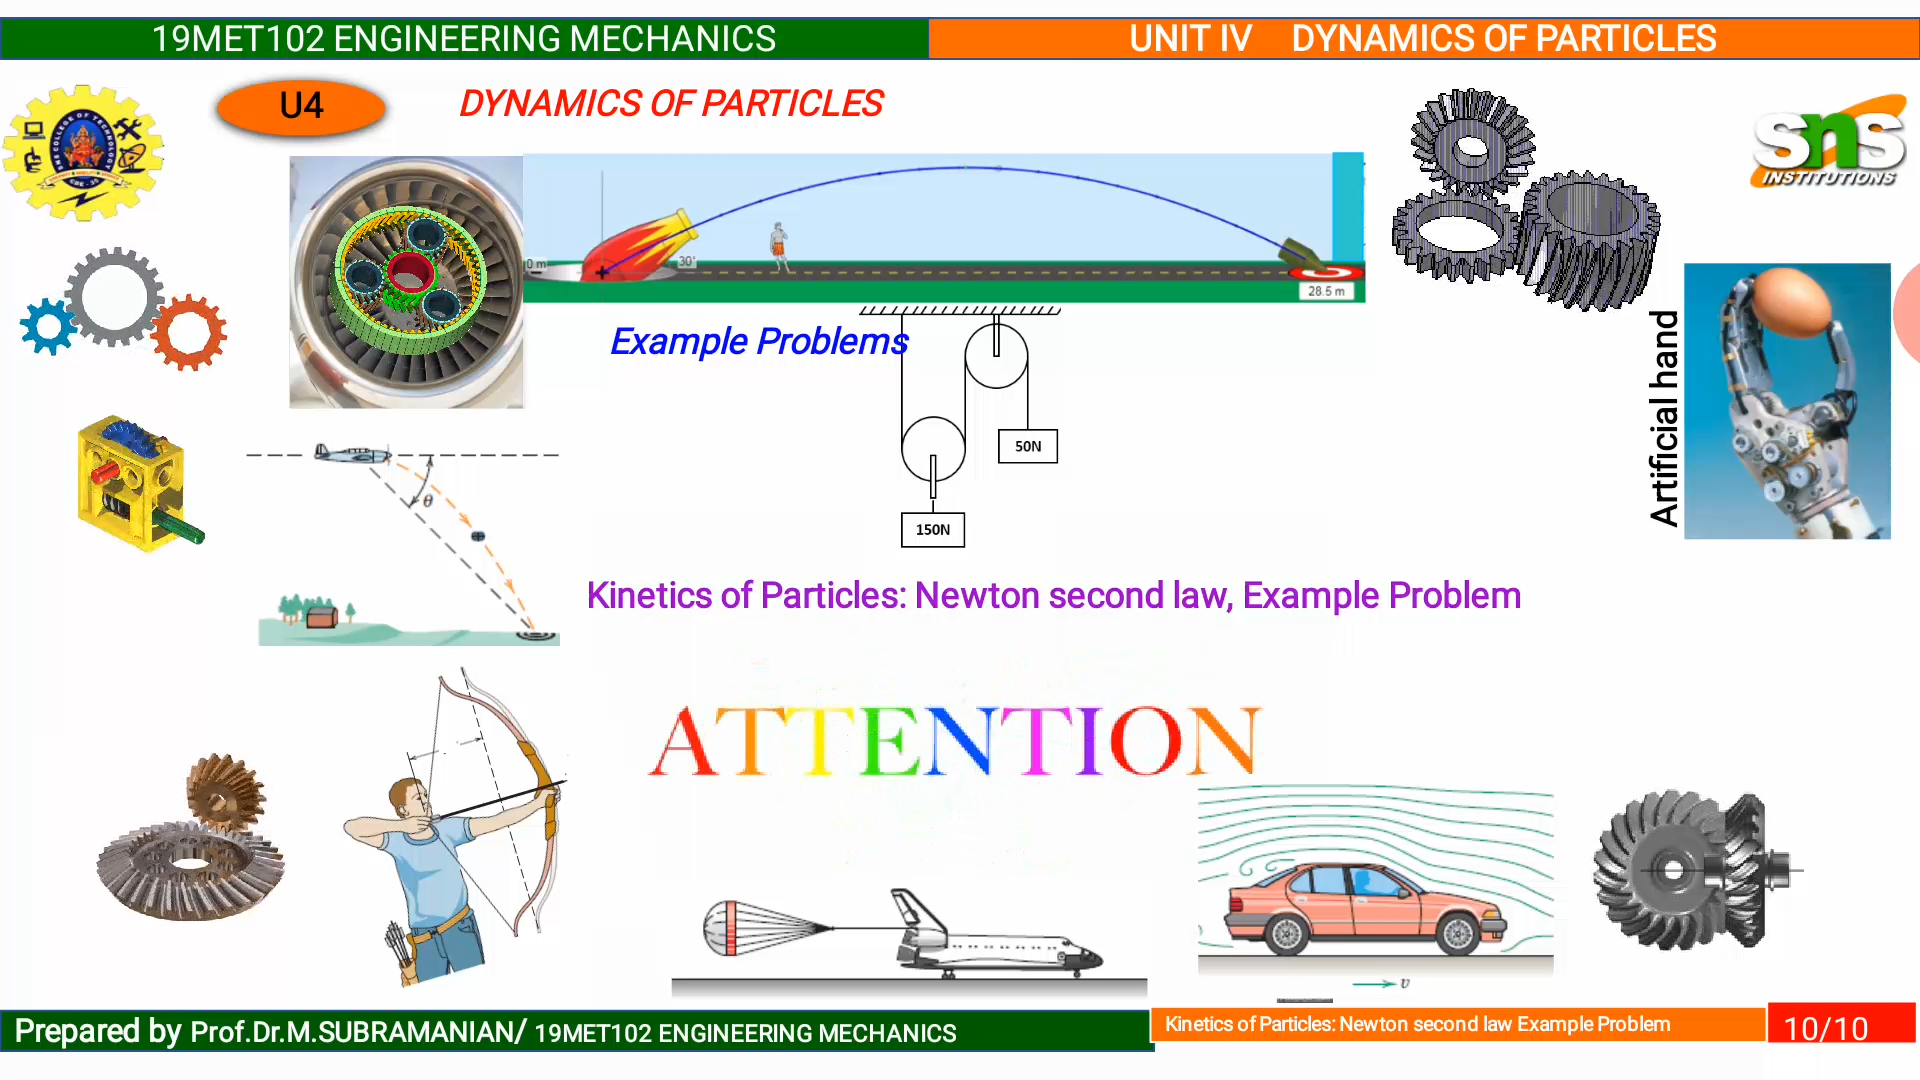 19MET102 ENGINEERING MECHANICS
UNIT IV DYNAMICS OF PARTICLES
U4
DYNAMICS OF PARTICLES
SNS
INSTITUTIONS
0 m
30°
28.5 m
Example Problems
50N
150N
θ
Artificial hand
Kinetics of Particles: Newton second law, Example Problem
ATTENTION
υ
Prepared by Prof.Dr.M.SUBRAMANIAN/ 19MET102 ENGINEERING MECHANICS
Kinetics of Particles: Newton second law Example Problem
10/10